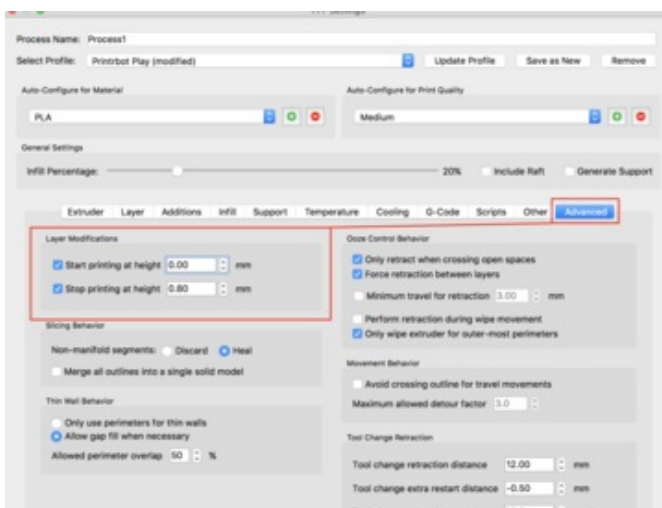 Settings
Process Name: Process1
Select Profile: Printrbot Play (modified) Update Profile Save as New Remove
Auto-Configure for Material
PLA
Auto-Configure for Print Quality
Medium
General Settings
Infill Percentage: 20% Include Raft Generate Support
Extruder Layer Additions Infill Support Temperature Cooling G-Code Scripts Other Advanced
Layer Modifications
Start printing at height 0.00 mm
Stop printing at height 0.80 mm
Slicing Behavior
Non-manifold segments: Discard Heal
Merge all outlines into a single solid model
Thin Wall Behavior
Only use perimeters for thin walls
Allow gap fill when necessary
Allowed perimeter overlap 50 %
Ooze Control Behavior
Only retract when crossing open spaces
Force retraction between layers
Minimum travel for retraction 3.00 mm
Perform retraction during wipe movement
Only wipe extruder for outer-most perimeters
Movement Behavior
Avoid crossing outline for travel movements
Maximum allowed detour factor 3.0
Tool Change Retraction
Tool change retraction distance 12.00 mm
Tool change extra restart distance -0.50 mm